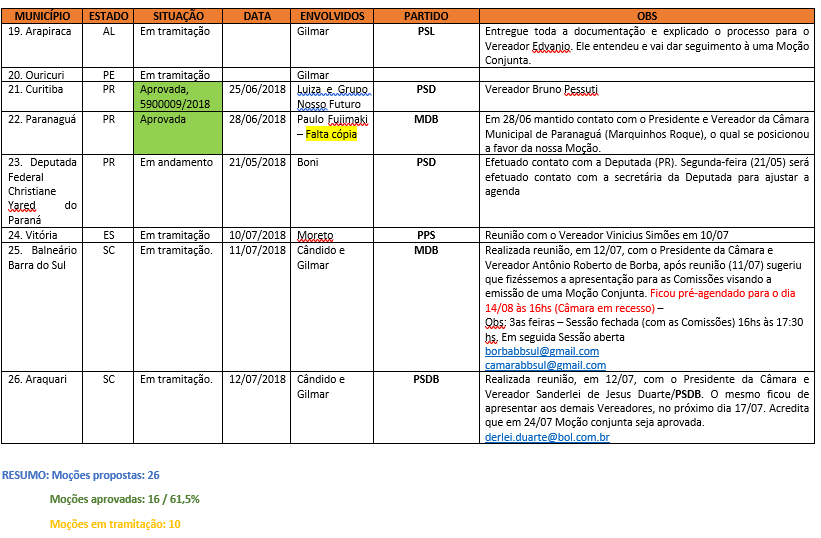 MUNICÍPIO ESTADO SITUAÇÃO DATA ENVOLVIDOS PARTIDO OBS
19. Arapiraca AL Em tramitação Gilmar PSL Entregue toda a documentação e explicado o processo para o
Vereador Edvanio. Ele entendeu e vai dar seguimento à uma Moção
Conjunta.
20. Ouricuri PE Em tramitação Gilmar
21. Curitiba PR Aprovada, 25/06/2018 Luiza e Grupo PSD Vereador Bruno Pessuti
5900009/2018 Nosso Futuro
22. Paranaguá PR Aprovada 28/06/2018 Paulo Fujimaki MDB Em 28/06 mantido contato com o Presidente e Vereador da Câmara
– Falta cópia Municipal de Paranaguá (Marquinhos Roque), o qual se posicionou
a favor da nossa Moção.
23. Deputada PR Em andamento 21/05/2018 Boni PSD Efetuado contato com a Deputada (PR). Segunda-feira (21/05) será
Federal efetuado contato com a secretária da Deputada para ajustar a
Christiane agenda
Yared do
Paraná
24. Vitória ES Em tramitação 10/07/2018 Moreto PPS Reunião com o Vereador Vinicius Simões em 10/07
25. Balneário SC Em tramitação. 11/07/2018 Cândido e MDB Realizada reunião, em 12/07, com o Presidente da Câmara e
Barra do Sul Gilmar Vereador Antônio Roberto de Borba, após reunião (11/07) sugeriu
que fizéssemos a apresentação para as Comissões visando a
emissão de uma Moção Conjunta. Ficou pré-agendado para o dia
14/08 às 16hs (Câmara em recesso) –
Obs: 3as feiras – Sessão fechada (com as Comissões) 16hs às 17:30
hs. Em seguida Sessão aberta
borbabbsul@gmail.com
camarabbsul@gmail.com
26. Araquari SC Em tramitação. 12/07/2018 Cândido e PSDB Realizada reunião, em 12/07, com o Presidente da Câmara e
Gilmar Vereador Sanderlei de Jesus Duarte/PSDB. O mesmo ficou de
apresentar aos demais Vereadores, no próximo dia 17/07. Acredita
que em 24/07 Moção conjunta seja aprovada.
derlei.duarte@bol.com.br
RESUMO: Moções propostas: 26
Moções aprovadas: 16 / 61,5%
Moções em tramitação: 10